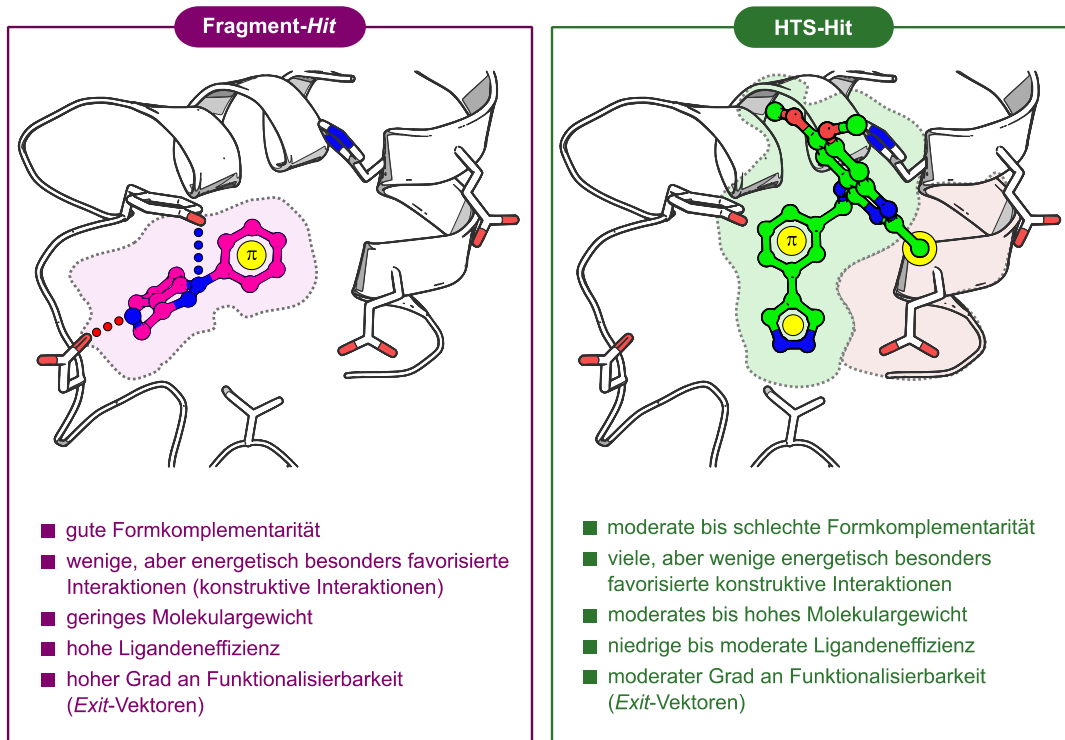 Fragment-Hit
π
gute Formkomplementarität
wenige, aber energetisch besonders favorisierte
Interaktionen (konstruktive Interaktionen)
geringes Molekulargewicht
hohe Ligandeneffizienz
hoher Grad an Funktionalisierbarkeit
(Exit-Vektoren)
HTS-Hit
π
moderate bis schlechte Formkomplementarität
viele, aber wenige energetisch besonders
favorisierte konstruktive Interaktionen
moderates bis hohes Molekulargewicht
niedrige bis moderate Ligandeneffizienz
moderater Grad an Funktionalisierbarkeit
(Exit-Vektoren)